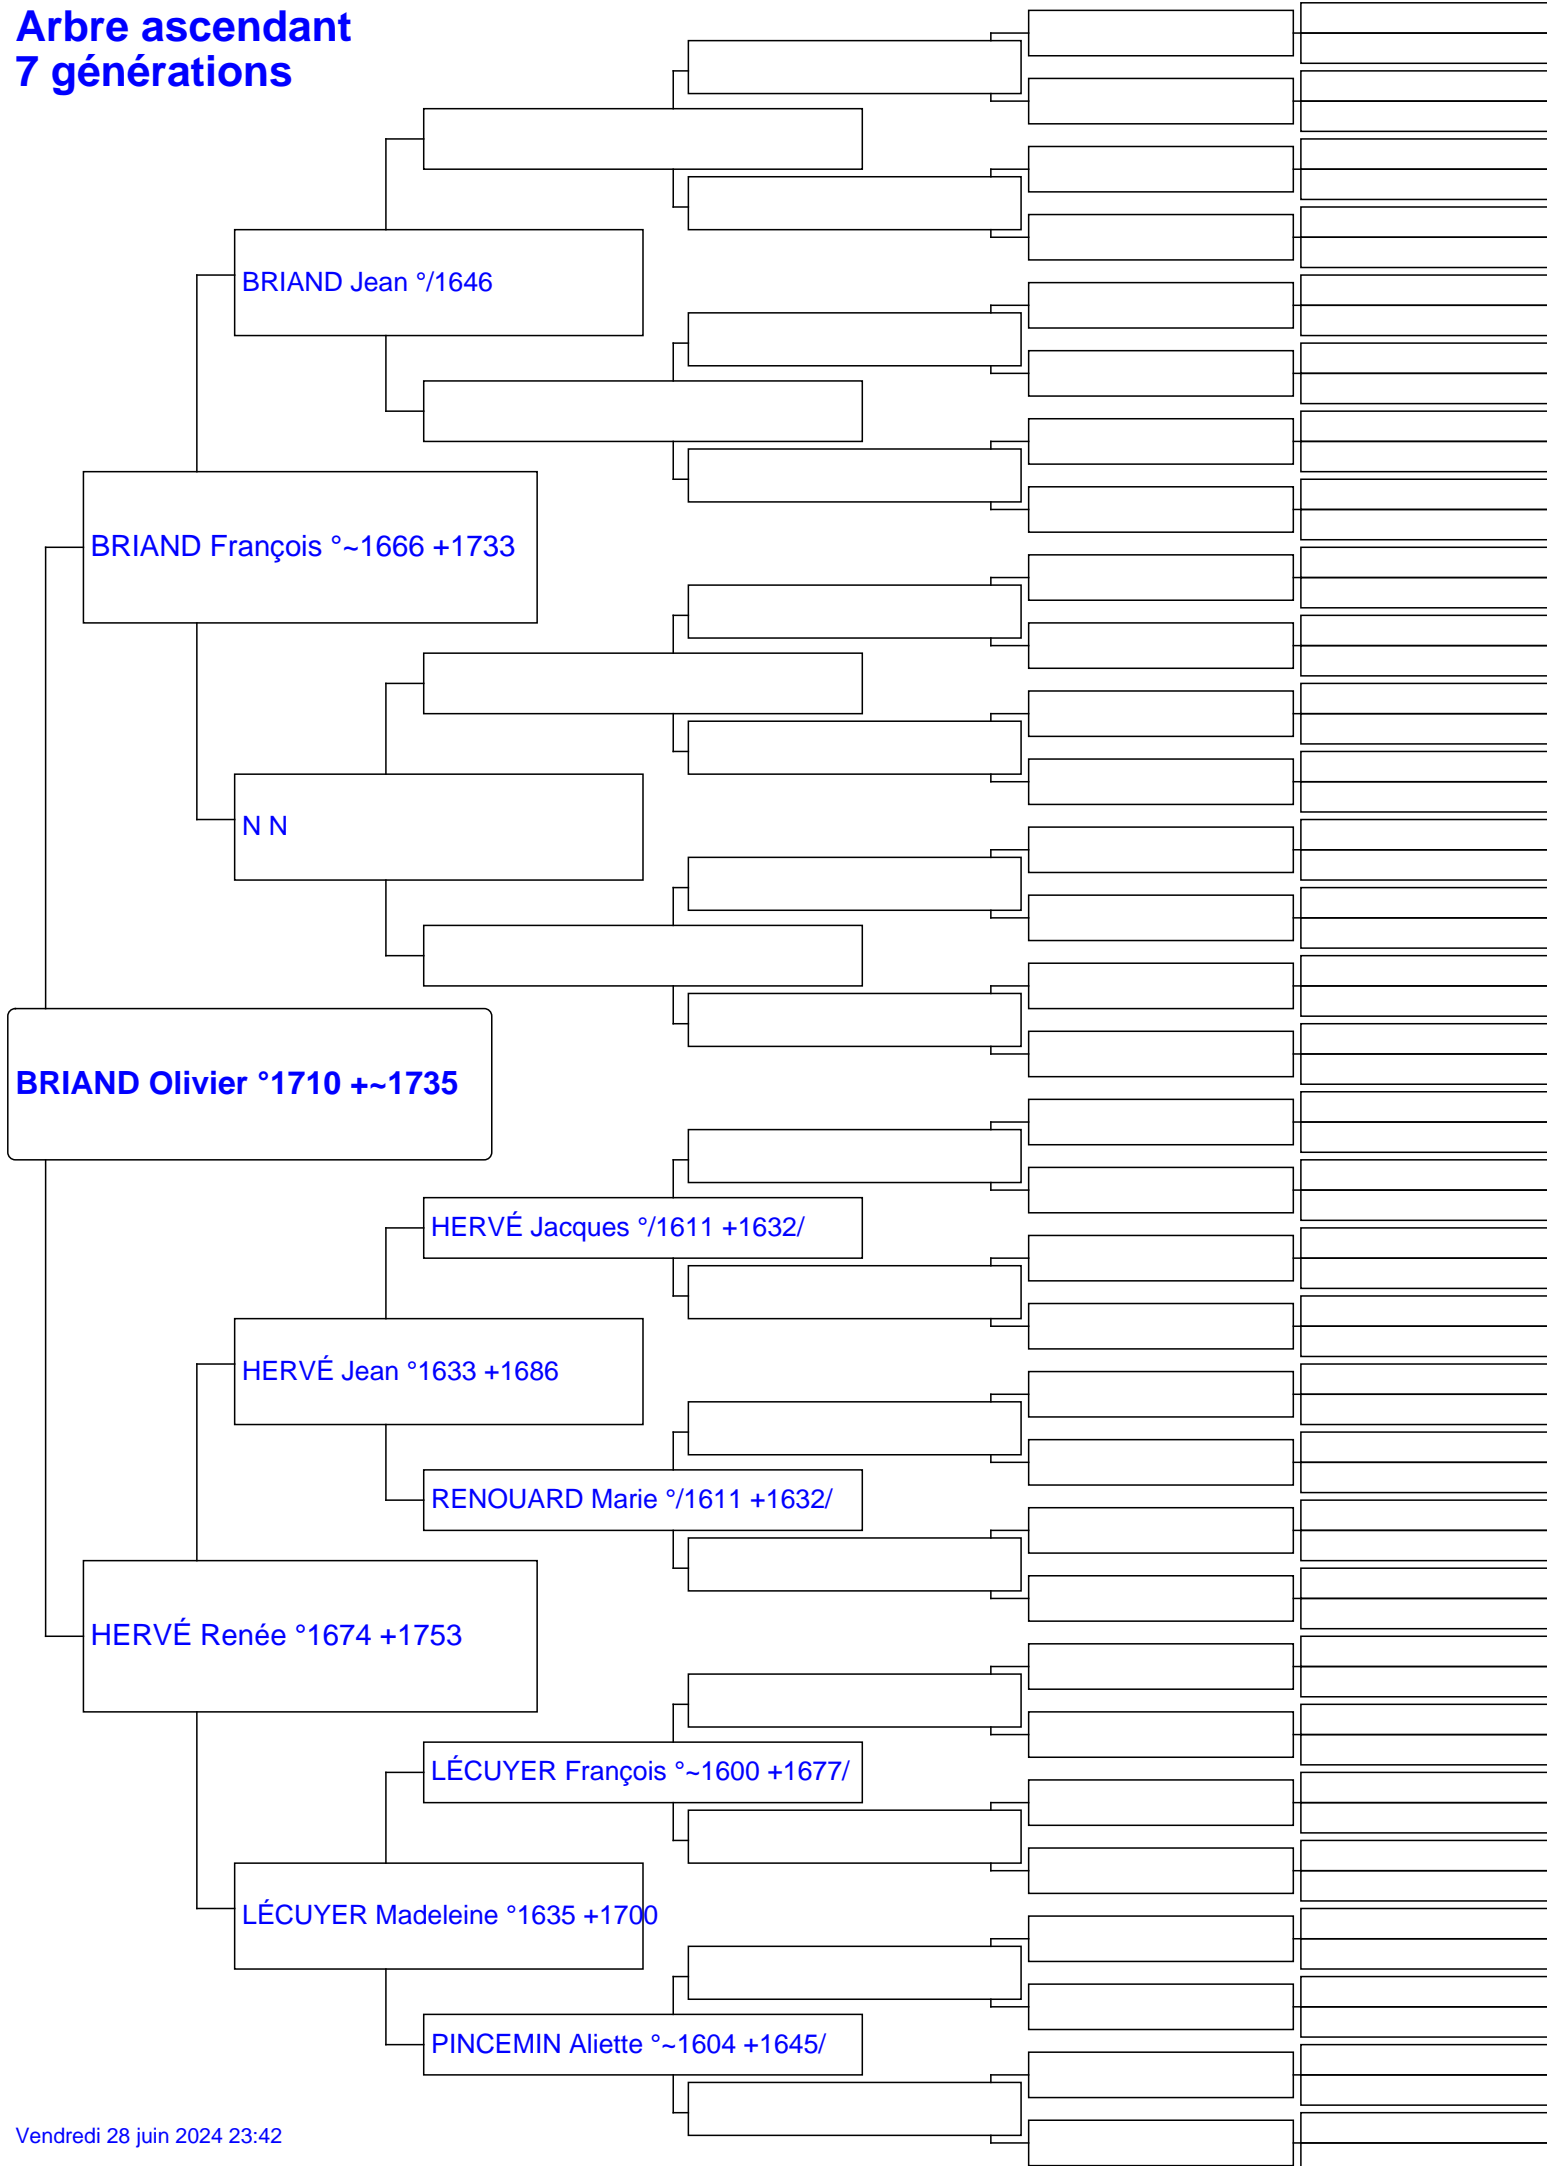 Arbre ascendant
7 générations
BRIAND Jean °/1646
BRIAND François °~1666 +1733
N N
BRIAND Olivier °1710 +~1735
HERVÉ Jacques °/1611 +1632/
HERVÉ Jean °1633 +1686
RENOUARD Marie °/1611 +1632/
HERVÉ Renée °1674 +1753
LÉCUYER François °~1600 +1677/
LÉCUYER Madeleine °1635 +1700
PINCEMIN Aliette °~1604 +1645/
Vendredi 28 juin 2024 23:42